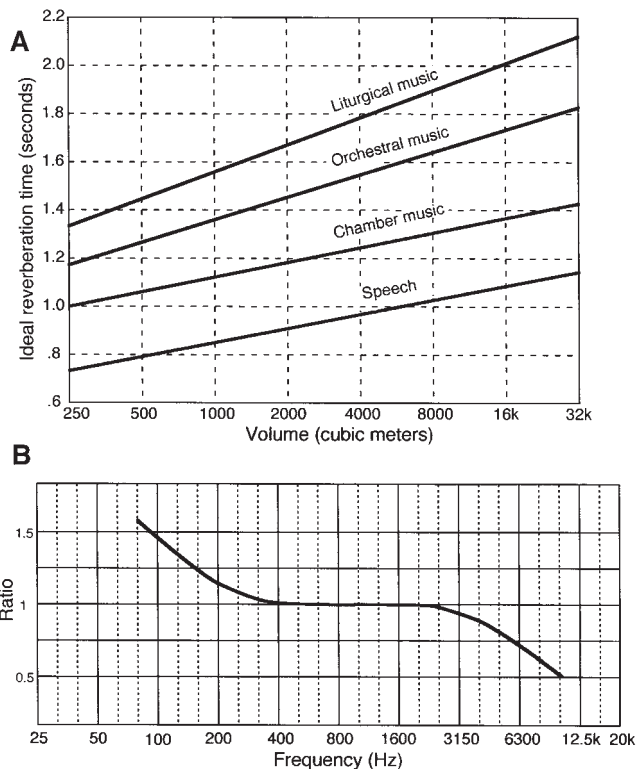 A
Ideal reverberation time (seconds)
2.2
2.0
1.8
1.6
1.4
1.2
1.0
.8
.6
Liturgical music
Orchestral music
Chamber music
Speech
250 500 1000 2000 4000 8000 16k 32k
Volume (cubic meters)
B
Ratio
1.5
1
0.5
25 50 100 200 400 800 1600 3150 6300 12.5k 20k
Frequency (Hz)